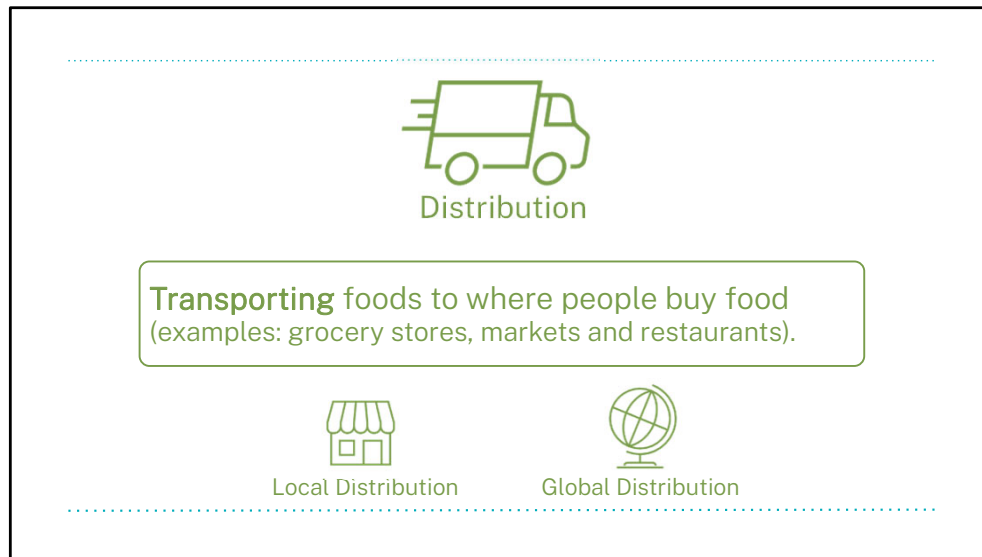 Distribution
Transporting foods to where people buy food
(examples: grocery stores, markets and restaurants).
Local Distribution
Global Distribution